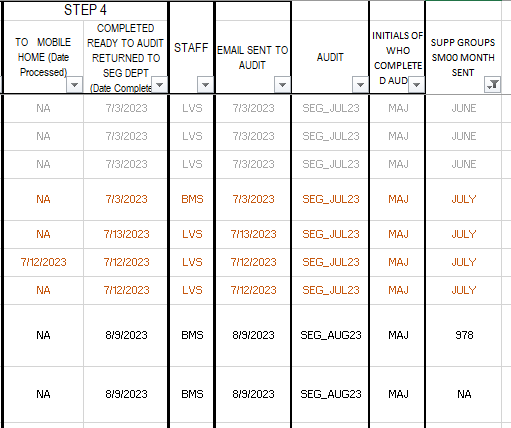 STEP 4
TO MOBILE HOME (Date Processed) COMPLETED READY TO AUDIT RETURNED TO SEG DEPT (Date Complete STAFF EMAIL SENT TO AUDIT AUDIT INITIALS OF WHO COMPLETE D AUD SUPP GROUPS SM00 MONTH SENT
NA 7/3/2023 LVS 7/3/2023 SEG_JUL23 MAJ JUNE
NA 7/3/2023 LVS 7/3/2023 SEG_JUL23 MAJ JUNE
NA 7/3/2023 LVS 7/3/2023 SEG_JUL23 MAJ JUNE
NA 7/3/2023 BMS 7/3/2023 SEG_JUL23 MAJ JULY
NA 7/13/2023 LVS 7/13/2023 SEG_JUL23 MAJ JULY
7/12/2023 7/12/2023 LVS 7/12/2023 SEG_JUL23 MAJ JULY
NA 7/12/2023 LVS 7/12/2023 SEG_JUL23 MAJ JULY
NA 8/9/2023 BMS 8/9/2023 SEG_AUG23 MAJ 978
NA 8/9/2023 BMS 8/9/2023 SEG_AUG23 MAJ NA